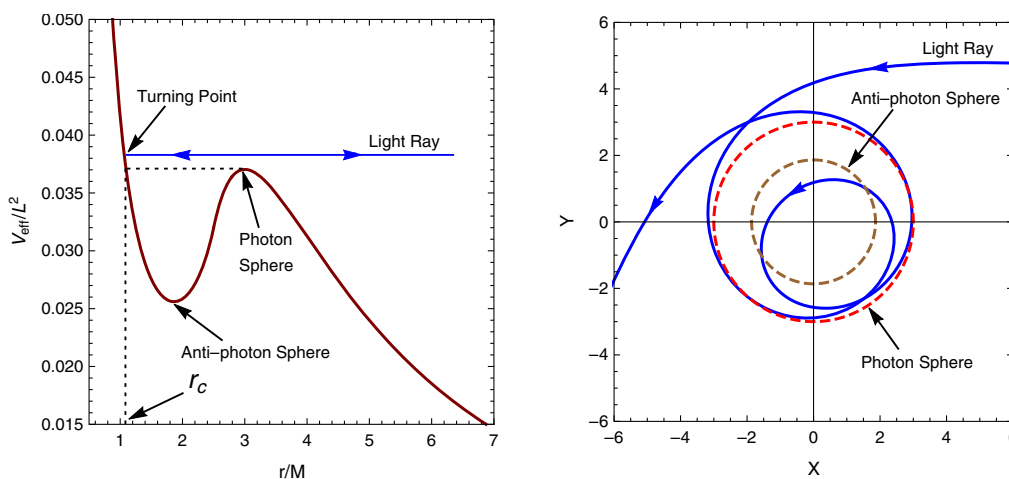 0.050
0.045
0.040
0.035
0.030
0.025
0.020
0.015
V_eff/L^2
Turning Point
Light Ray
Photon
Sphere
Anti–photon Sphere
r_c
1 2 3 4 5 6 7
r/M
6
4
2
0
−2
−4
−6
Y
Light Ray
Anti–photon Sphere
Photon Sphere
−6 −4 −2 0 2 4 6
X